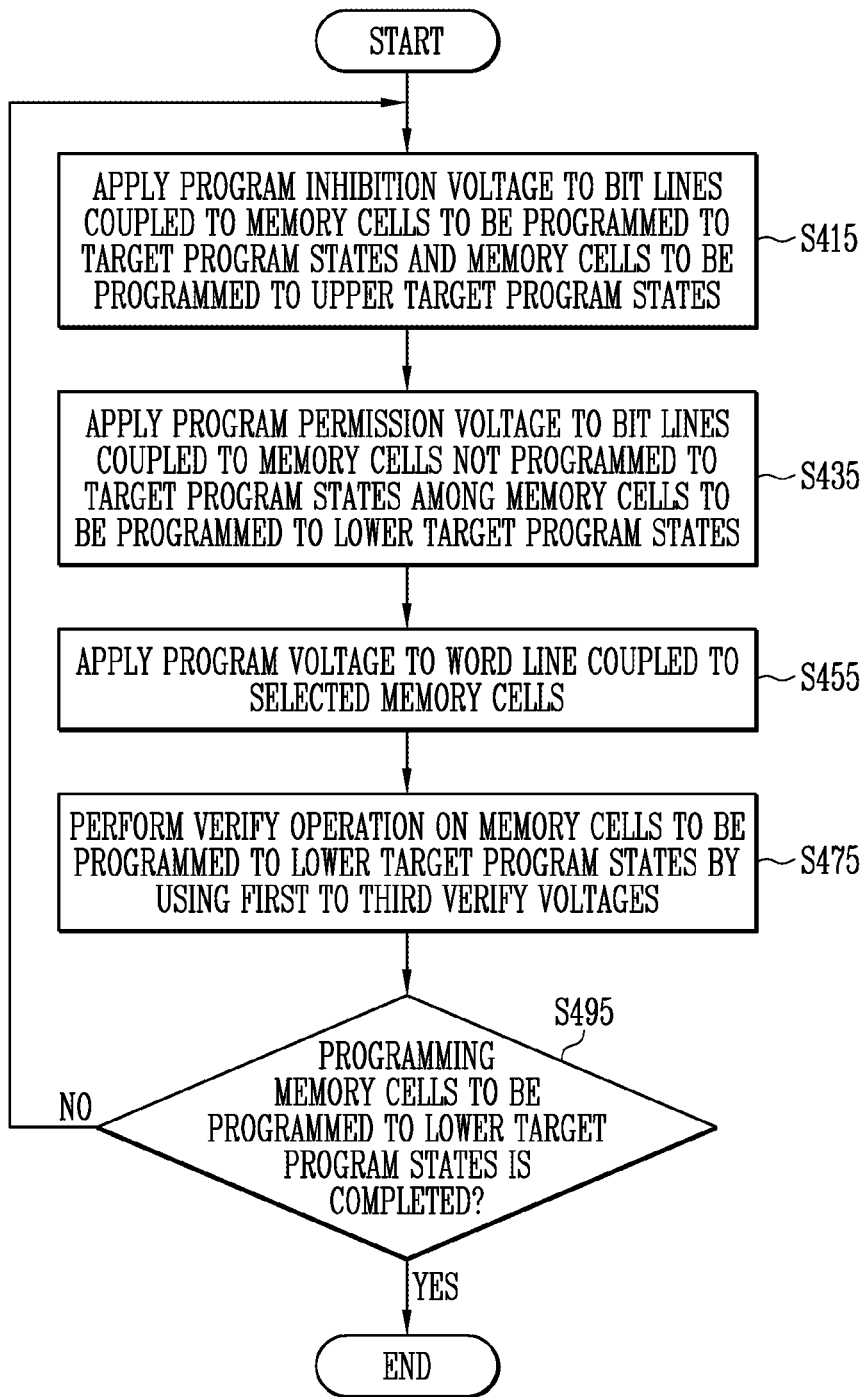 START
APPLY PROGRAM INHIBITION VOLTAGE TO BIT LINES
COUPLED TO MEMORY CELLS TO BE PROGRAMMED TO
TARGET PROGRAM STATES AND MEMORY CELLS TO BE
PROGRAMMED TO UPPER TARGET PROGRAM STATES
S415
APPLY PROGRAM PERMISSION VOLTAGE TO BIT LINES
COUPLED TO MEMORY CELLS NOT PROGRAMMED TO
TARGET PROGRAM STATES AMONG MEMORY CELLS TO
BE PROGRAMMED TO LOWER TARGET PROGRAM STATES
S435
APPLY PROGRAM VOLTAGE TO WORD LINE COUPLED TO
SELECTED MEMORY CELLS
S455
PERFORM VERIFY OPERATION ON MEMORY CELLS TO BE
PROGRAMMED TO LOWER TARGET PROGRAM STATES BY
USING FIRST TO THIRD VERIFY VOLTAGES
S475
S495
PROGRAMMING
MEMORY CELLS TO BE
PROGRAMMED TO LOWER TARGET
PROGRAM STATES IS
COMPLETED?
NO
YES
END